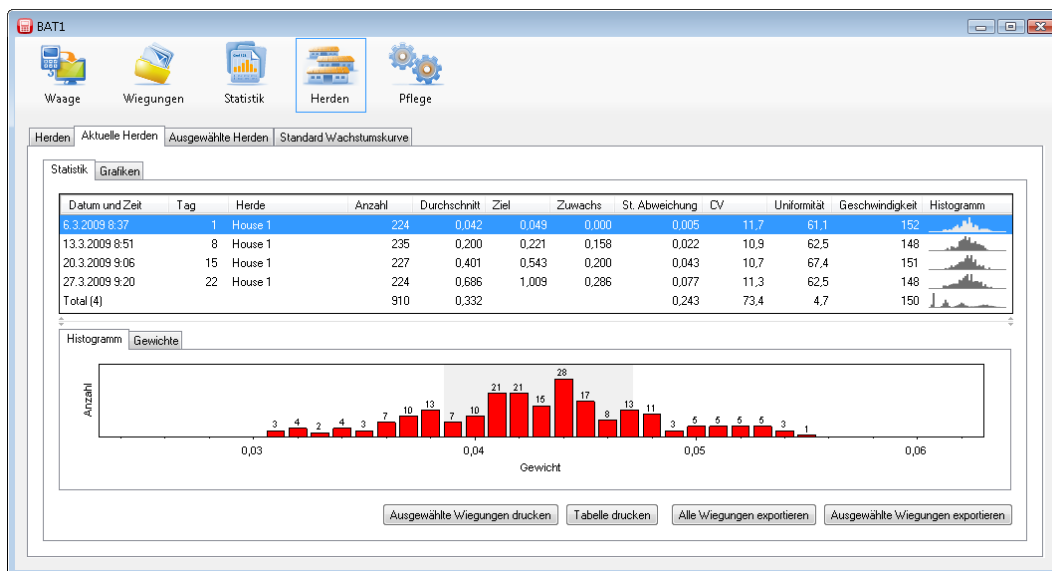 BAT1
Waage Wiegungen Statistik Herden Pflege
Herden Aktuelle Herden Ausgewählte Herden Standard Wachstumskurve
Statistik Grafiken
Datum und Zeit Tag Herde Anzahl Durchschnitt Ziel Zuwachs St. Abweichung CV Uniformität Geschwindigkeit Histogramm
6.3.2009 8:37 1 House 1 224 0,042 0,049 0,000 0,005 11,7 61,1 152
13.3.2009 8:51 8 House 1 235 0,200 0,221 0,158 0,022 10,9 62,5 148
20.3.2009 9:06 15 House 1 227 0,401 0,543 0,200 0,043 10,7 67,4 151
27.3.2009 9:20 22 House 1 224 0,686 1,009 0,286 0,077 11,3 62,5 148
Total (4) 910 0,332 0,243 73,4 4,7 150
Histogramm Gewichte
Anzahl
3 4 2 4 3 7 10 13 7 10 21 21 15 28 17 8 13 11 3 5 5 5 5 3 1
0,03 0,04 0,05 0,06
Gewicht
Ausgewählte Wiegungen drucken Tabelle drucken Alle Wiegungen exportieren Ausgewählte Wiegungen exportieren